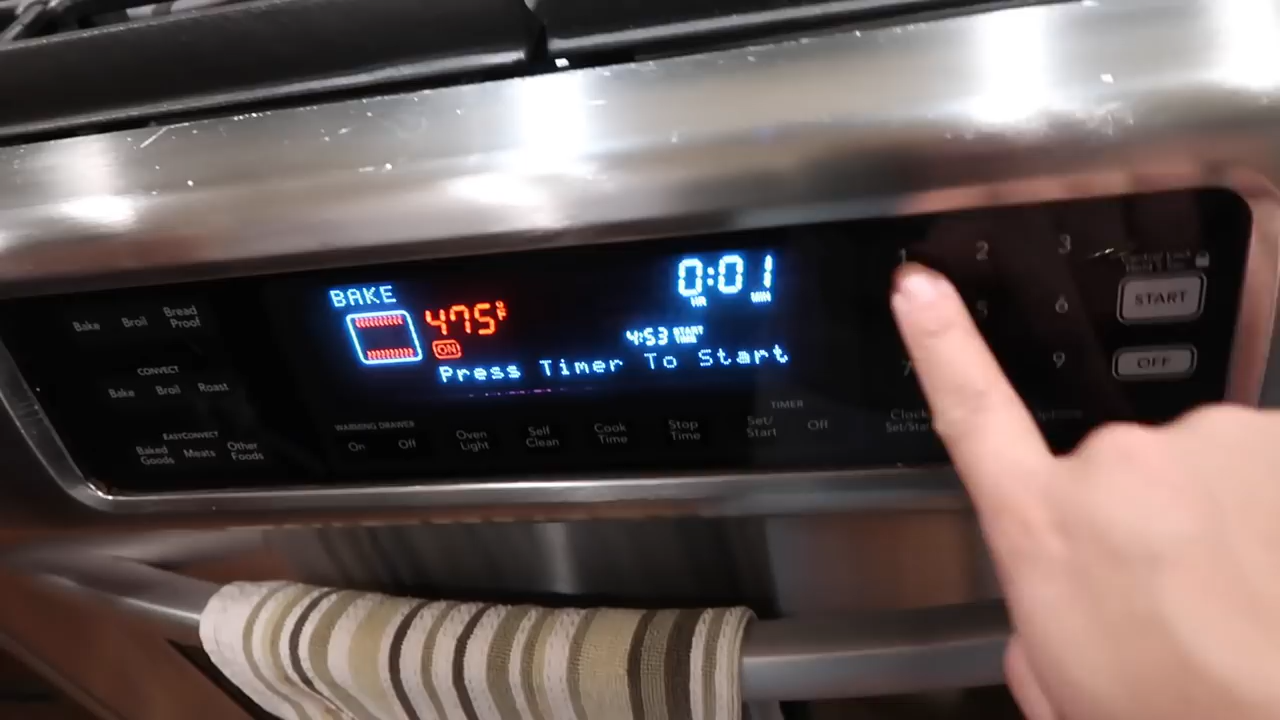 BAKE
475°F
ON
0:01
HR MIN
4:53 START TIME
Press Timer To Start
Bake Broil Bread Proof
CONVECT
Bake Broil Roast
EASYCONVECT
Baked Goods Meats Other Foods
WARMING DRAWER
On Off
Oven Light
Self Clean
Cook Time
Stop Time
TIMER
Set/Start Off
1 2 3
5 6
7 9
Clock
START
OFF